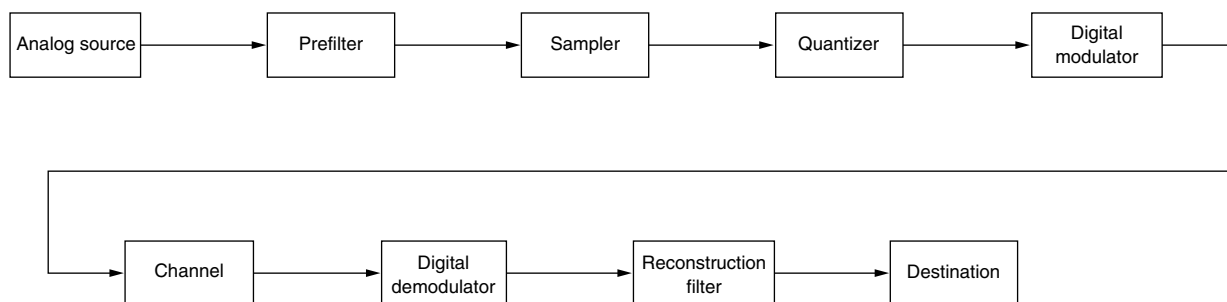 Analog source
Prefilter
Sampler
Quantizer
Digital
modulator
Channel
Digital
demodulator
Reconstruction
filter
Destination